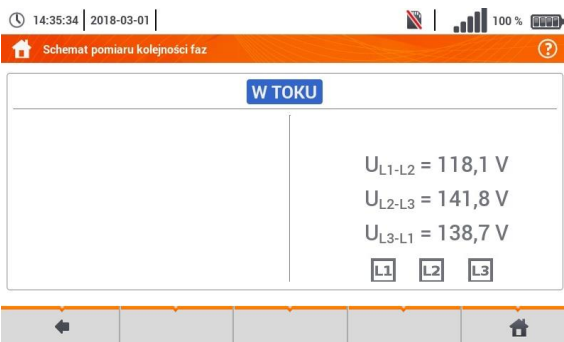 14:35:34 2018-03-01 100 %
Schemat pomiaru kolejności faz ?
W TOKU
UL1-L2 = 118,1 V
UL2-L3 = 141,8 V
UL3-L1 = 138,7 V
L1 L2 L3